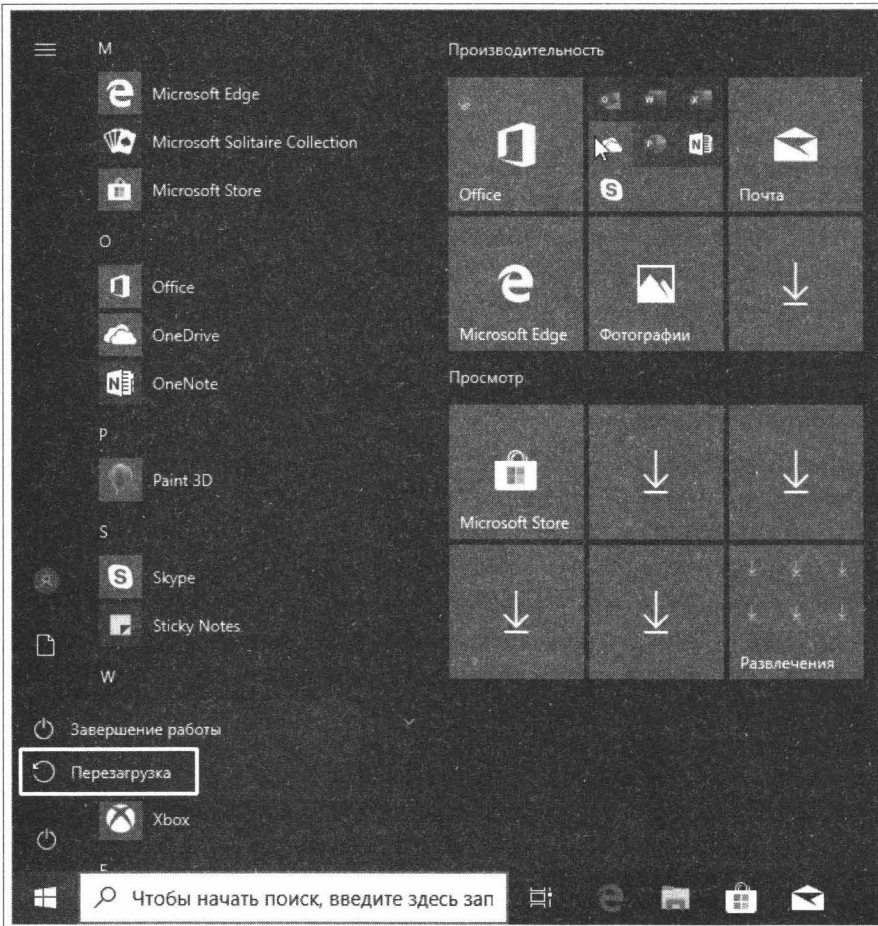 M
Microsoft Edge
Microsoft Solitaire Collection
Microsoft Store
O
Office
OneDrive
OneNote
P
Paint 3D
S
Skype
Sticky Notes
W
Завершение работы
Перезагрузка
Xbox
Чтобы начать поиск, введите здесь зап
Производительность
Office
Почта
Microsoft Edge
Фотографии
Просмотр
Microsoft Store
Развлечения